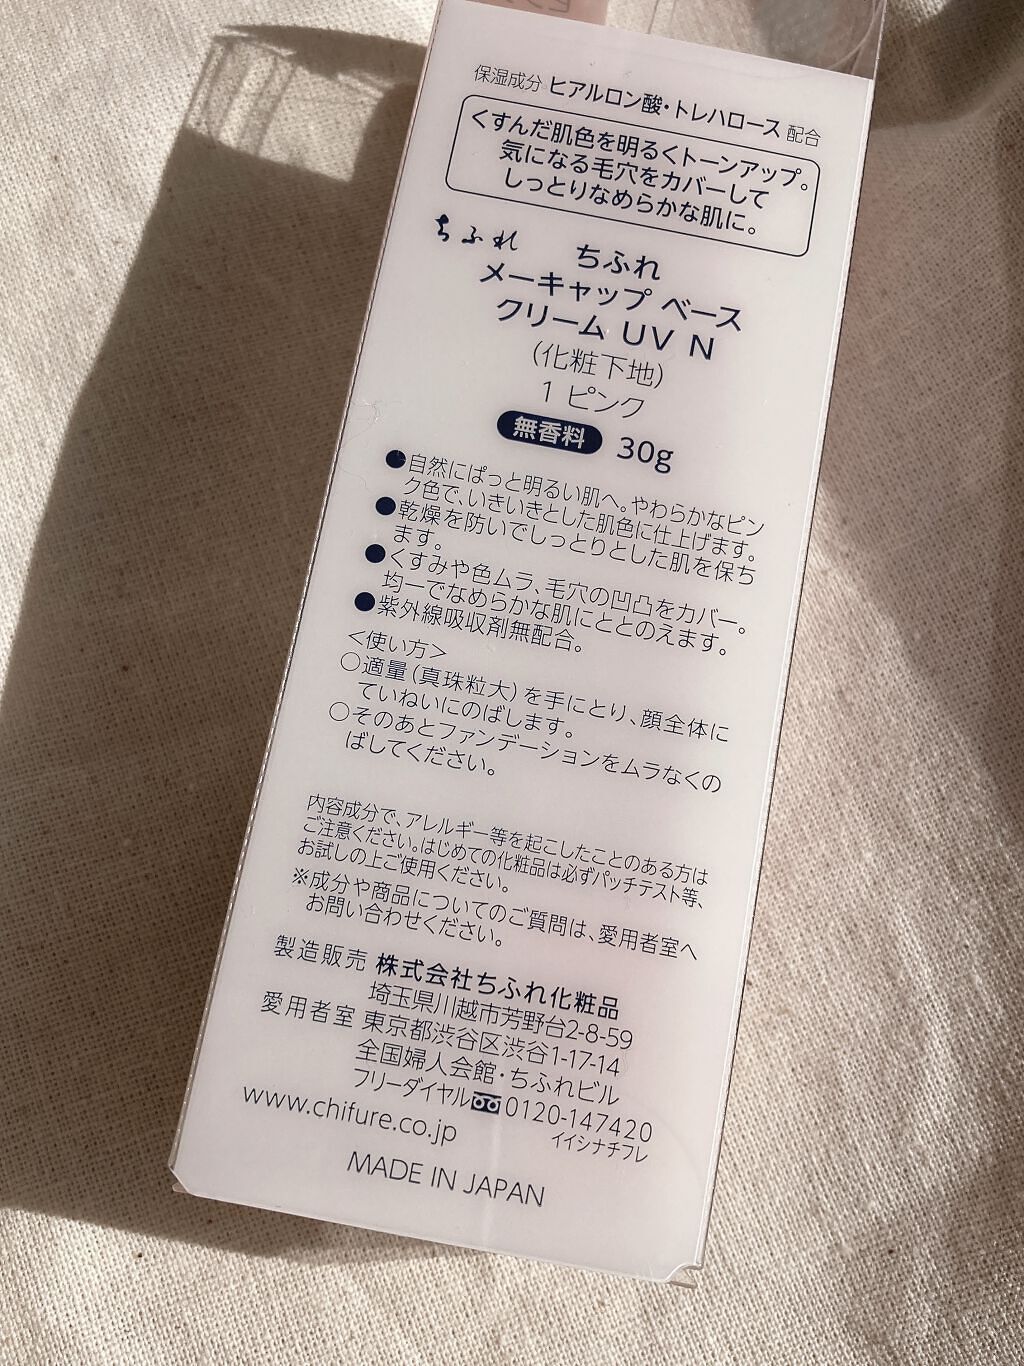 保湿成分 ヒアルロン酸・トレハロース 配合
くすんだ肌色を明るくトーンアップ。
気になる毛穴をカバーして
しっとりなめらかな肌に。
ちふれ ちふれ
メーキャップ ベース
クリーム UV N
(化粧下地)
1 ピンク
無香料 30g
●自然にぱっと明るい肌へ。やわらかなピン
ク色で、いきいきとした肌色に仕上げます。
●乾燥を防いでしっとりとした肌を保ち
ます。
●くすみや色ムラ、毛穴の凹凸をカバー。
均一でなめらかな肌にととのえます。
●紫外線吸収剤無配合。
＜使い方＞
○適量(真珠粒大)を手にとり、顔全体に
ていねいにのばします。
○そのあとファンデーションをムラなくの
ばしてください。
内容成分で、アレルギー等を起こしたことのある方は
ご注意ください。はじめての化粧品は必ずパッチテスト等、
お試しの上ご使用ください。
※成分や商品についてのご質問は、愛用者室へ
お問い合わせください。
製造販売 株式会社ちふれ化粧品
埼玉県川越市芳野台2-8-59
愛用者室 東京都渋谷区渋谷1-17-14
全国婦人会館・ちふれビル
フリーダイヤル 0120-147420
イイシナチフレ
www.chifure.co.jp
MADE IN JAPAN